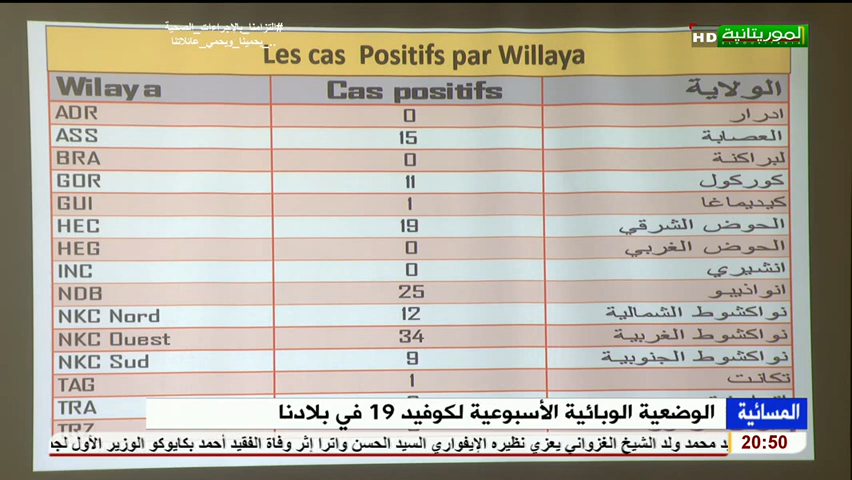 #التزامنا_بالإجراءات_الصحية
..يحمينا_ويحمي_عائلاتنا
الموريتانية
HD
Les cas Positifs par Willaya
Wilaya Cas positifs الولاية
ADR 0 ادرار
ASS 15 العصابة
BRA 0 لبراكنة
GOR 11 كوركول
GUI 1 كيديماغا
HEC 19 الحوض الشرقي
HEG 0 الحوض الغربي
INC 0 انشيري
NDB 25 انواذيبو
NKC Nord 12 نواكشوط الشمالية
NKC Ouest 34 نواكشوط الغربية
NKC Sud 9 نواكشوط الجنوبية
TAG 1 تكانت
TRA
TRZ
المسائية
الوضعية الوبائية الأسبوعية لكوفيد 19 في بلادنا
20:50
محمد ولد الشيخ الغزواني يعزي نظيره الإيفواري السيد الحسن واترا إثر وفاة الفقيد أحمد بكايوكو الوزير الأول